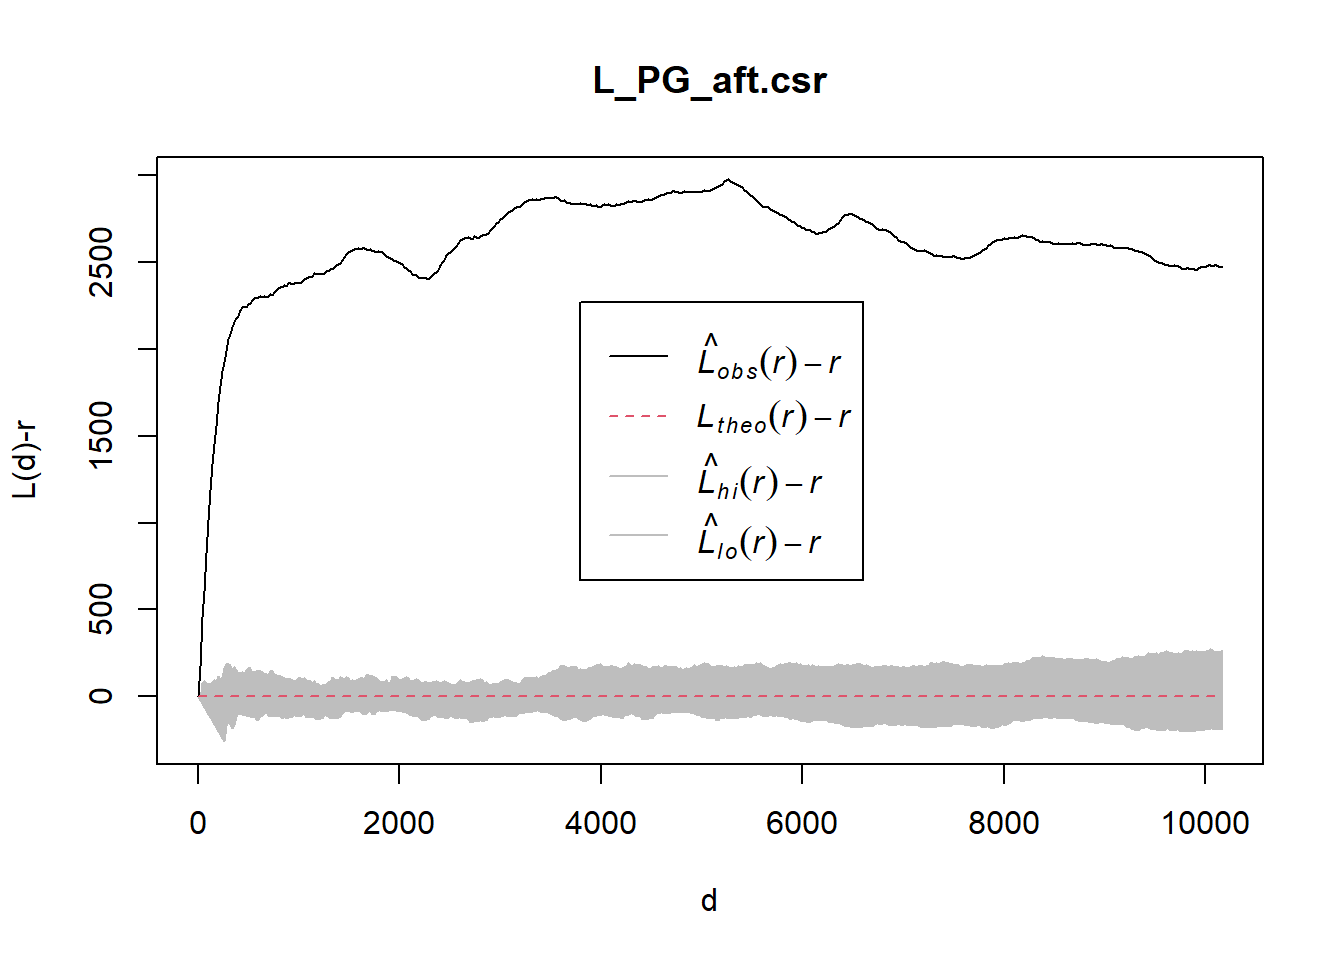 L_PG_aft.csr
L(d)-r
2500
1500
500
0
L̂obs(r) – r
Ltheo(r) – r
L̂hi(r) – r
L̂lo(r) – r
0 2000 4000 6000 8000 10000
d